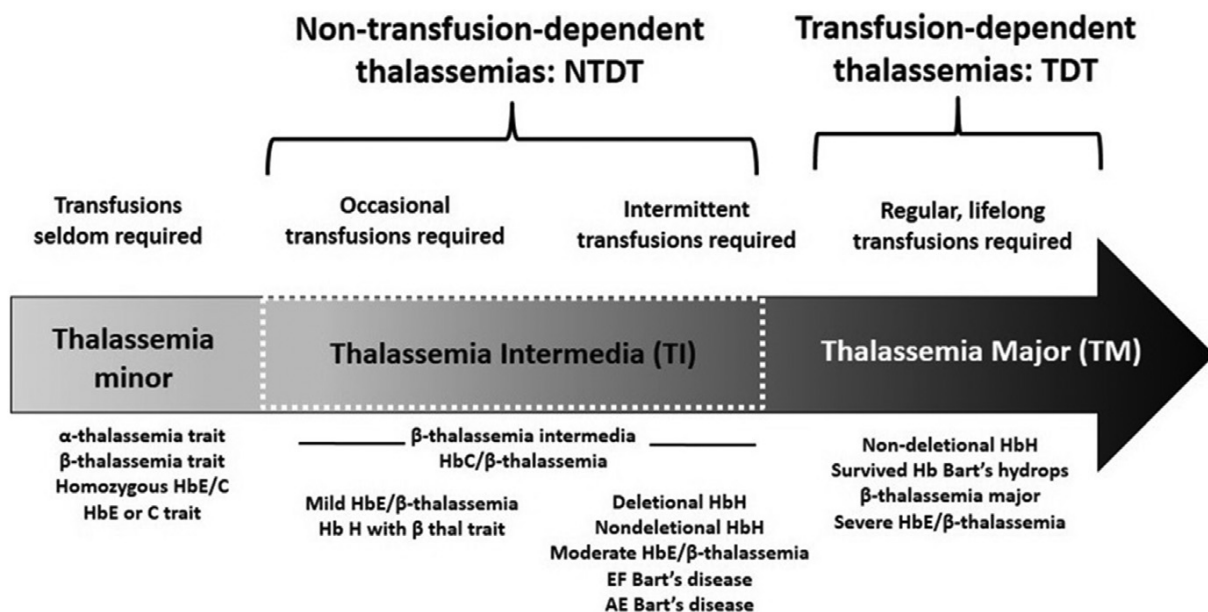 Non-transfusion-dependent
thalassemias: NTDT
Transfusion-dependent
thalassemias: TDT
Transfusions
seldom required
Occasional
transfusions required
Intermittent
transfusions required
Regular, lifelong
transfusions required
Thalassemia
minor
Thalassemia Intermedia (TI)
Thalassemia Major (TM)
α-thalassemia trait
β-thalassemia trait
Homozygous HbE/C
HbE or C trait
β-thalassemia intermedia
HbC/β-thalassemia
Mild HbE/β-thalassemia
Hb H with β thal trait
Deletional HbH
Nondeletional HbH
Moderate HbE/β-thalassemia
EF Bart's disease
AE Bart's disease
Non-deletional HbH
Survived Hb Bart's hydrops
β-thalassemia major
Severe HbE/β-thalassemia